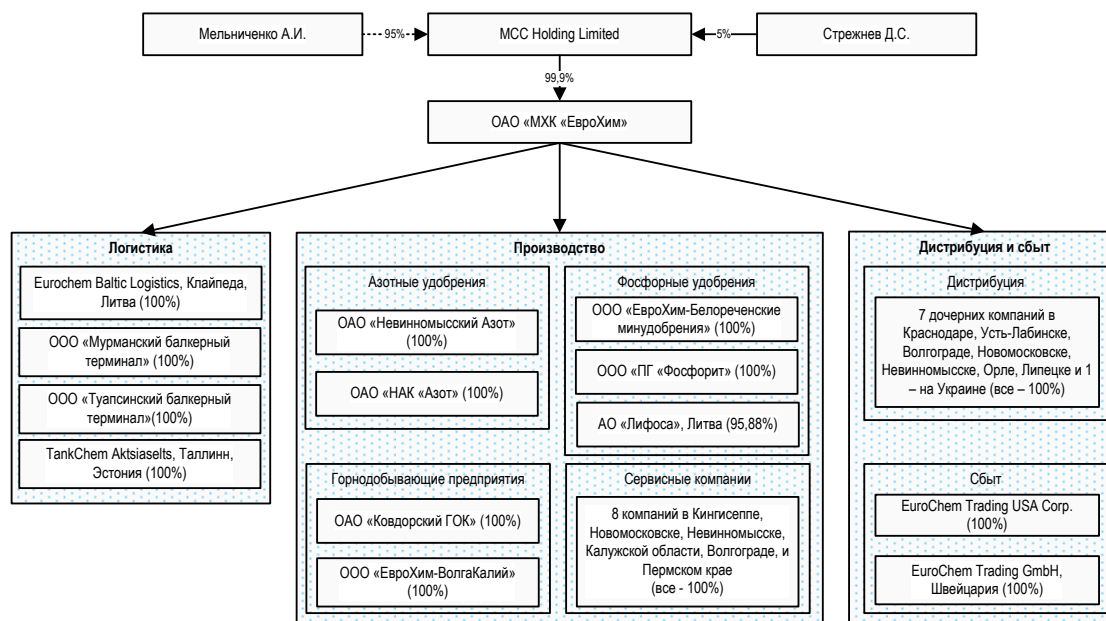 Мельниченко А.И.
95%
MCC Holding Limited
5%
Стрежнев Д.С.
99,9%
ОАО «МХК «ЕвроХим»
Логистика
Eurochem Baltic Logistics, Клайпеда,
Литва (100%)
ООО «Мурманский балкерный
терминал» (100%)
ООО «Туапсинский балкерный
терминал»(100%)
TankChem Aktsiaselts, Таллинн,
Эстония (100%)
Производство
Азотные удобрения
ОАО «Невинномысский Азот»
(100%)
ОАО «НАК «Азот» (100%)
Фосфорные удобрения
ООО «ЕвроХим-Белореченские
минудобрения» (100%)
ООО «ПГ «Фосфорит» (100%)
АО «Лифоса», Литва (95,88%)
Горнодобывающие предприятия
ОАО «Ковдорский ГОК» (100%)
ООО «ЕвроХим-ВолгаКалий»
(100%)
Сервисные компании
8 компаний в Кингисеппе,
Новомосковске, Невинномысске,
Калужской области, Волгограде, и
Пермском крае
(все - 100%)
Дистрибуция и сбыт
Дистрибуция
7 дочерних компаний в
Краснодаре, Усть-Лабинске,
Волгограде, Новомосковске,
Невинномысске, Орле, Липецке и 1
– на Украине (все – 100%)
Сбыт
EuroChem Trading USA Corp.
(100%)
EuroChem Trading GmbH,
Швейцария (100%)